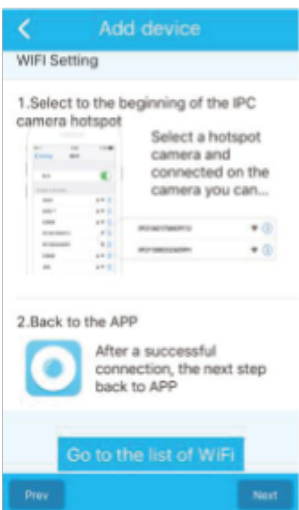 Add device
WIFI Setting
1.Select to the beginning of the IPC
camera hotspot
Select a hotspot
camera and
connected on the
camera you can...
2.Back to the APP
After a successful
connection, the next step
back to APP
Go to the list of WiFi
Prev
Next